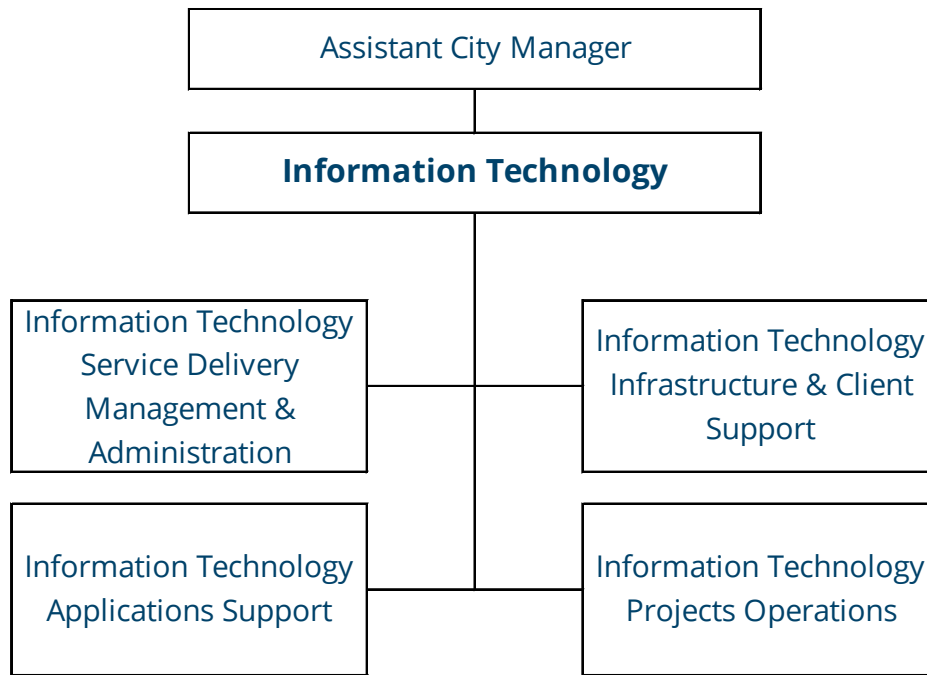 Assistant City Manager
Information Technology
Information Technology
Service Delivery
Management &
Administration
Information Technology
Infrastructure & Client
Support
Information Technology
Applications Support
Information Technology
Projects Operations